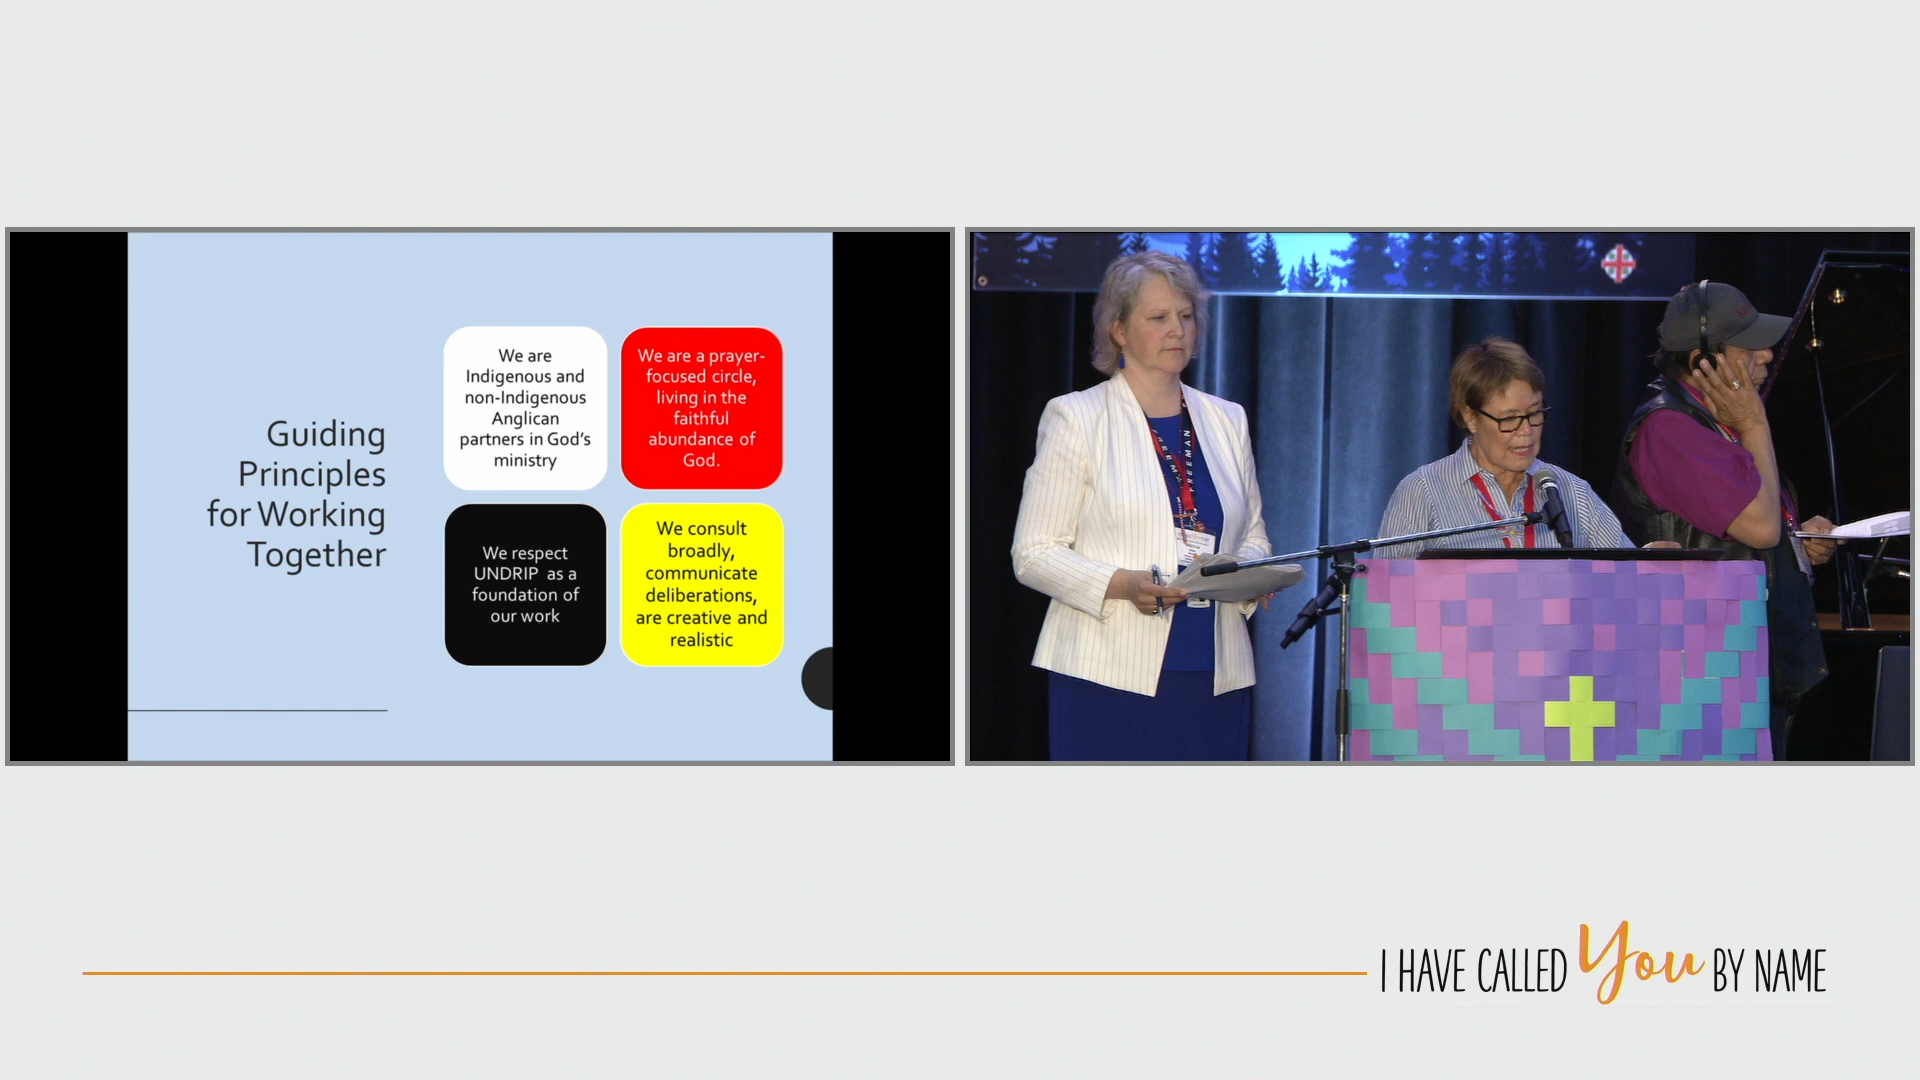 Guiding
Principles
for Working
Together
We are
Indigenous and
non-Indigenous
Anglican
partners in God's
ministry
We are a prayer-
focused circle,
living in the
faithful
abundance of
God.
We respect
UNDRIP as a
foundation of
our work
We consult
broadly,
communicate
deliberations,
are creative and
realistic
FREEMAN
I HAVE CALLED You BY NAME